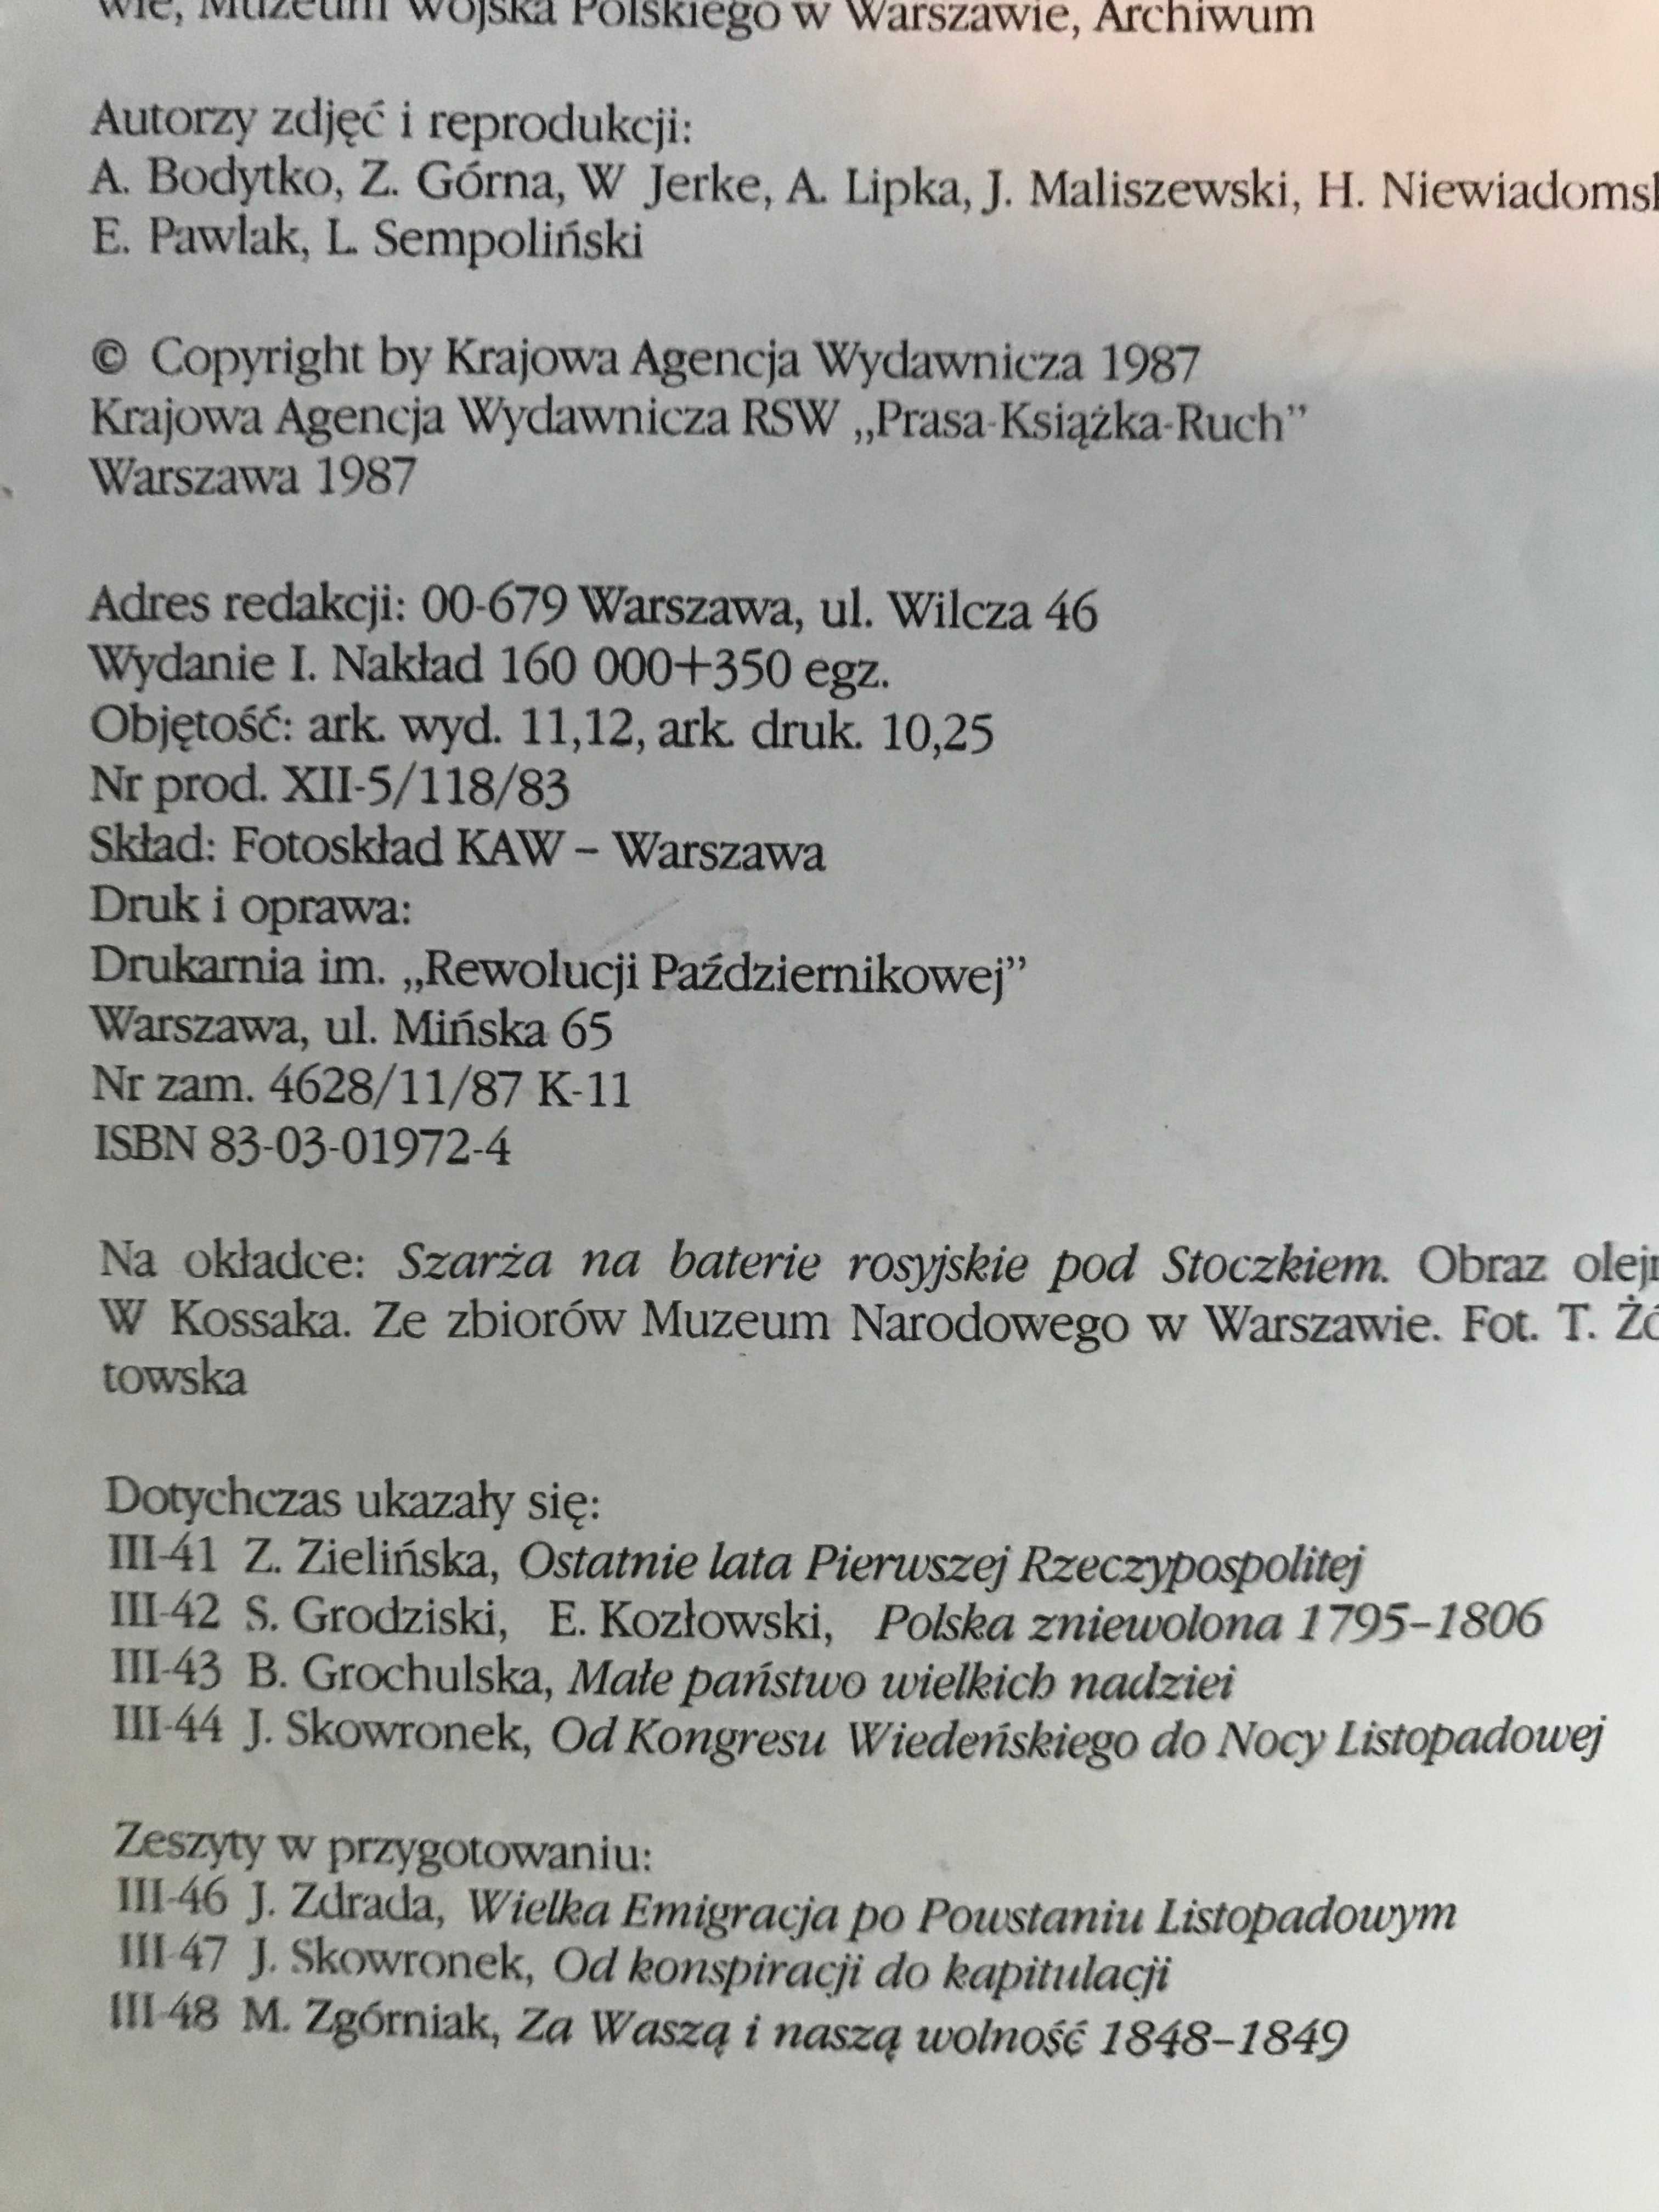 wie, Muzeum Wojska Polskiego w Warszawie, Archiwum
Autorzy zdjęć i reprodukcji:
A. Bodytko, Z. Górna, W Jerke, A. Lipka, J. Maliszewski, H.
E. Pawlak, L. Sempoliński
© Copyright by Krajowa Agencja Wydawnicza 1987
Krajowa Agencja Wydawnicza RSW „Prasa-Książka-Ruch”
Warszawa 1987
Adres redakcji: 00-679 Warszawa, ul. Wilcza 46
Wydanie I. Nakład 160 000+350 egz.
Objętość: ark. wyd. 11,12, ark. druk. 10,25
Nr prod. XII-5/118/83
Skład: Fotoskład KAW – Warszawa
Druk i oprawa:
Drukarnia im. „Rewolucji Październikowej”
Warszawa, ul. Mińska 65
Nr zam. 4628/11/87 K-11
ISBN 83-03-01972-4
Na okładce: Szarża na baterie rosyjskie pod Stoczkiem. Obraz
W Kossaka. Ze zbiorów Muzeum Narodowego w Warszawie. Fot. T.
towska
Dotychczas ukazały się:
III-41 Z. Zielińska, Ostatnie lata Pierwszej Rzeczypospolitej
III-42 S. Grodziski, E. Kozłowski, Polska zniewolona 1795–1806
III-43 B. Grochulska, Małe państwo wielkich nadziei
III-44 J. Skowronek, Od Kongresu Wiedeńskiego do Nocy Listopadowej
Zeszyty w przygotowaniu:
III-46 J. Zdrada, Wielka Emigracja po Powstaniu Listopadowym
III-47 J. Skowronek, Od konspiracji do kapitulacji
III-48 M. Zgórniak, Za Waszą i naszą wolność 1848–1849